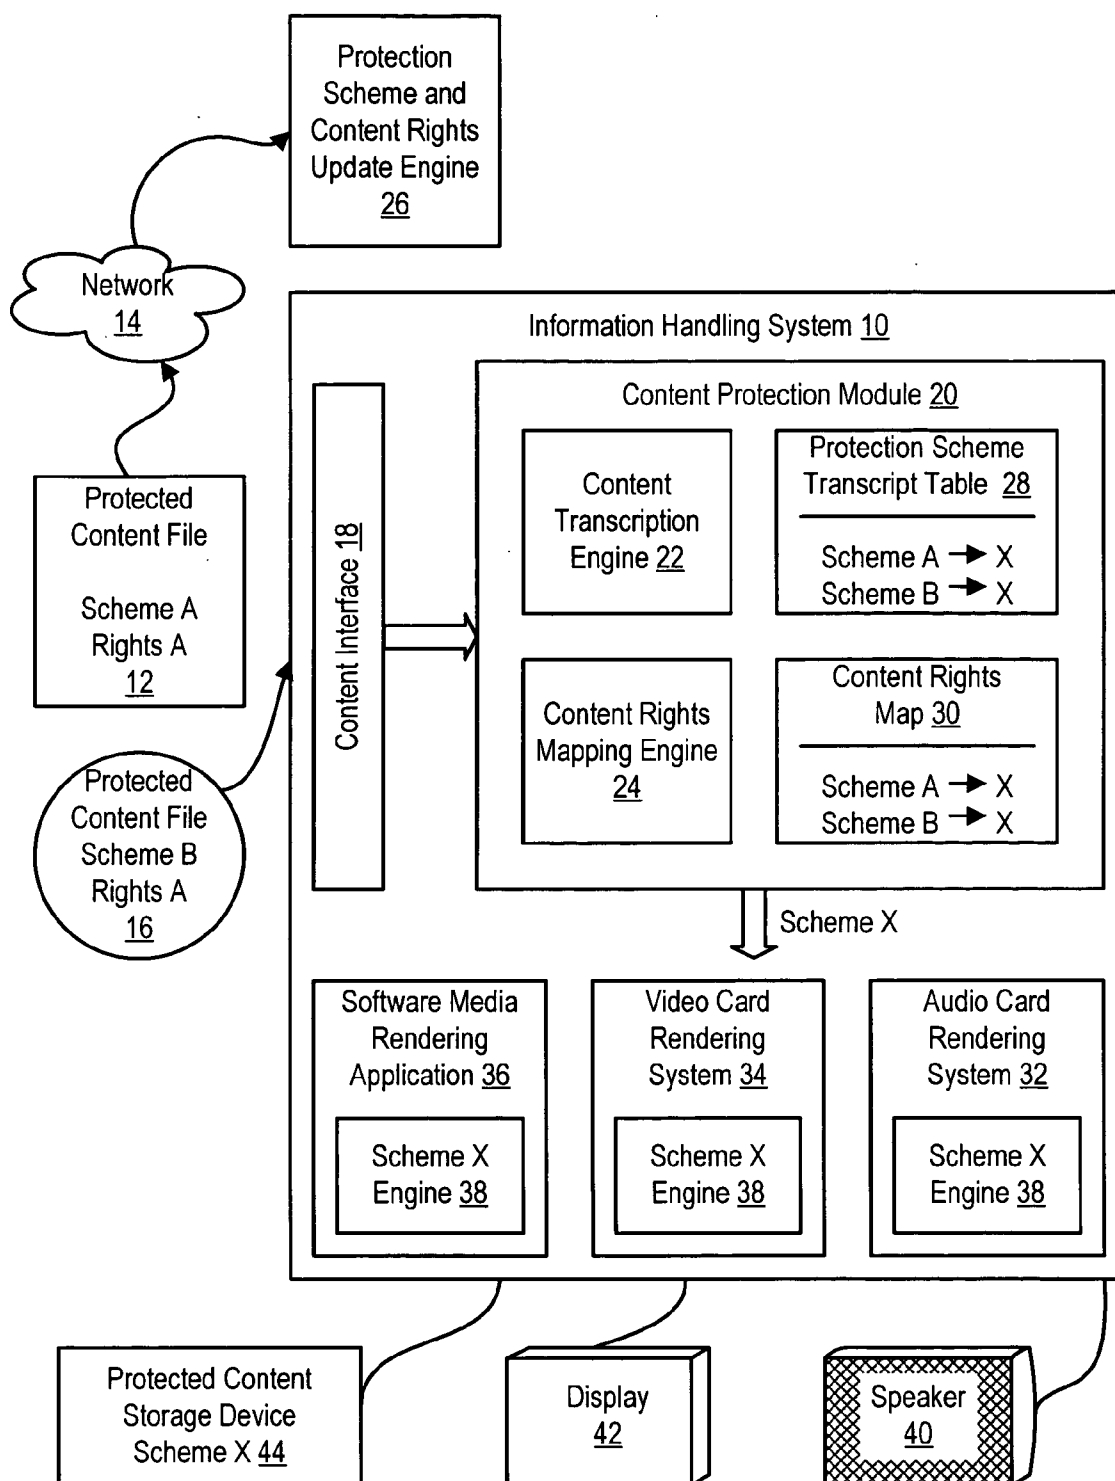 Protection
Scheme and
Content Rights
Update Engine
26
Network
14
Information Handling System 10
Content Protection Module 20
Content
Transcription
Engine 22
Protection Scheme
Transcript Table 28
Scheme A → X
Scheme B → X
Protected
Content File
Scheme A
Rights A
12
Content Interface 18
Content Rights
Mapping Engine
24
Content Rights
Map 30
Scheme A → X
Scheme B → X
Protected
Content File
Scheme B
Rights A
16
Scheme X
Software Media
Rendering
Application 36
Scheme X
Engine 38
Video Card
Rendering
System 34
Scheme X
Engine 38
Audio Card
Rendering
System 32
Scheme X
Engine 38
Protected Content
Storage Device
Scheme X 44
Display
42
Speaker
40